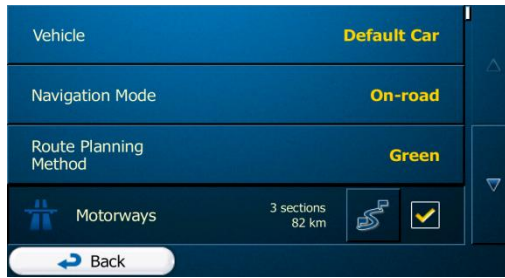 Vehicle Default Car
Navigation Mode On-road
Route Planning
Method Green
Motorways 3 sections
82 km
Back